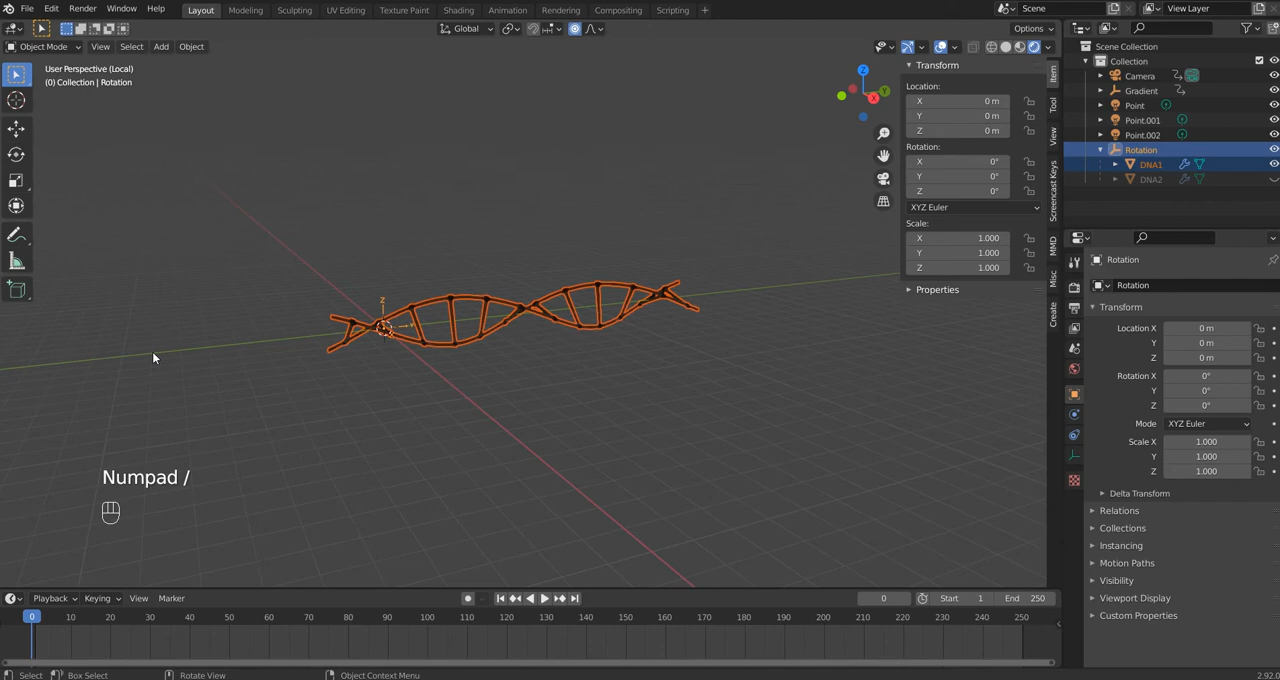 File Edit Render Window Help Layout Modeling Sculpting UV Editing Texture Paint Shading Animation Rendering Compositing Scripting + Scene View Layer
Global Options
Object Mode View Select Add Object
User Perspective (Local)
(0) Collection | Rotation
Z
Y
X
Z
Transform
Location:
X 0 m
Y 0 m
Z 0 m
Rotation:
X 0°
Y 0°
Z 0°
XYZ Euler
Scale:
X 1.000
Y 1.000
Z 1.000
Properties
Item
Tool
View
Screencast Keys
MMD
Misc
Create
Scene Collection
Collection
Camera
Gradient
Point
Point.001
Point.002
Rotation
DNA1
DNA2
Rotation
Rotation
Transform
Location X 0 m
Y 0 m
Z 0 m
Rotation X 0°
Y 0°
Z 0°
Mode XYZ Euler
Scale X 1.000
Y 1.000
Z 1.000
Delta Transform
Relations
Collections
Instancing
Motion Paths
Visibility
Viewport Display
Custom Properties
Numpad /
Playback Keying View Marker 0 Start 1 End 250
0 10 20 30 40 50 60 70 80 90 100 110 120 130 140 150 160 170 180 190 200 210 220 230 240 250
Select Box Select Rotate View Object Context Menu 2.92.0